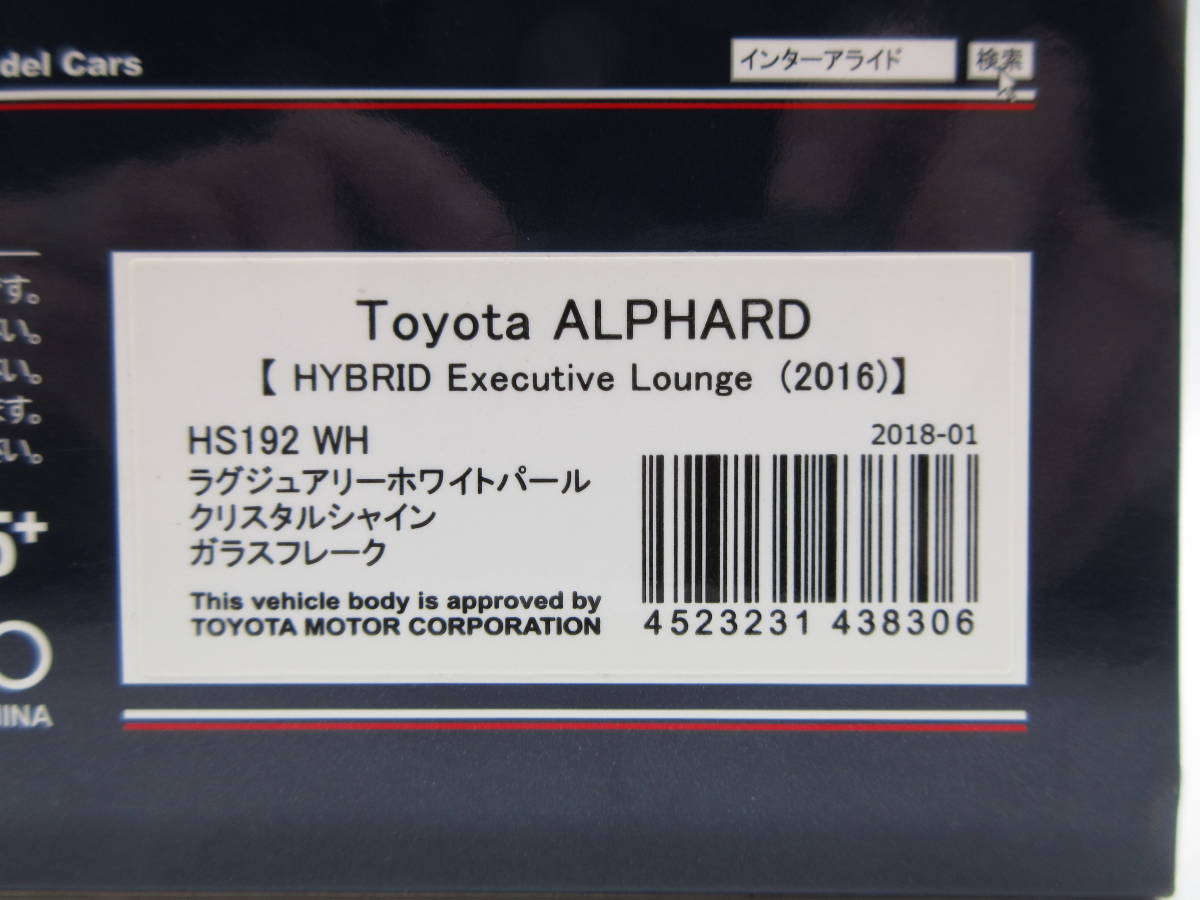 del Cars
インターアライド 検索
す。
い。
い。
ます。
い。
5+
INA
Toyota ALPHARD
【 HYBRID Executive Lounge (2016)】
HS192 WH
2018-01
ラグジュアリーホワイトパール
クリスタルシャイン
ガラスフレーク
This vehicle body is approved by
TOYOTA MOTOR CORPORATION
4523231 438306